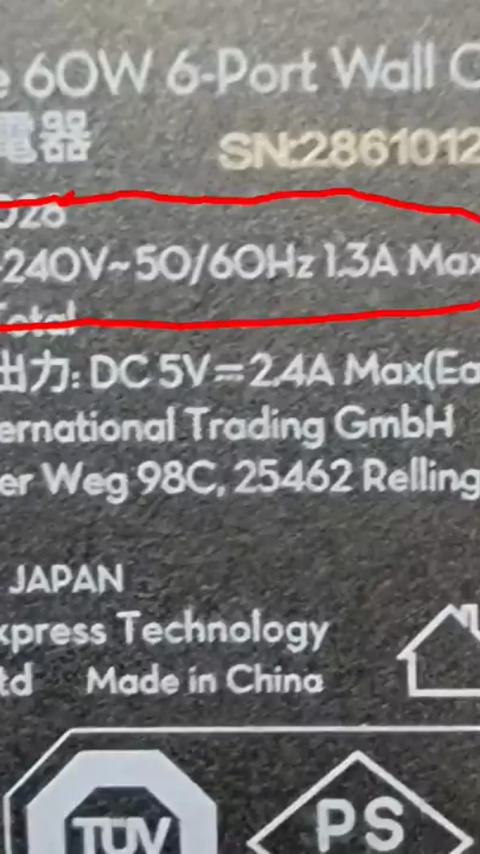 e 60W 6-Port Wall C
電器
SN:2861012
028
-240V~50/60Hz 1.3A Max
Total
出力: DC 5V=2.4A Max(Ea
ernational Trading GmbH
er Weg 98C, 25462 Relling
JAPAN
xpress Technology
td Made in China
TÜV
PS